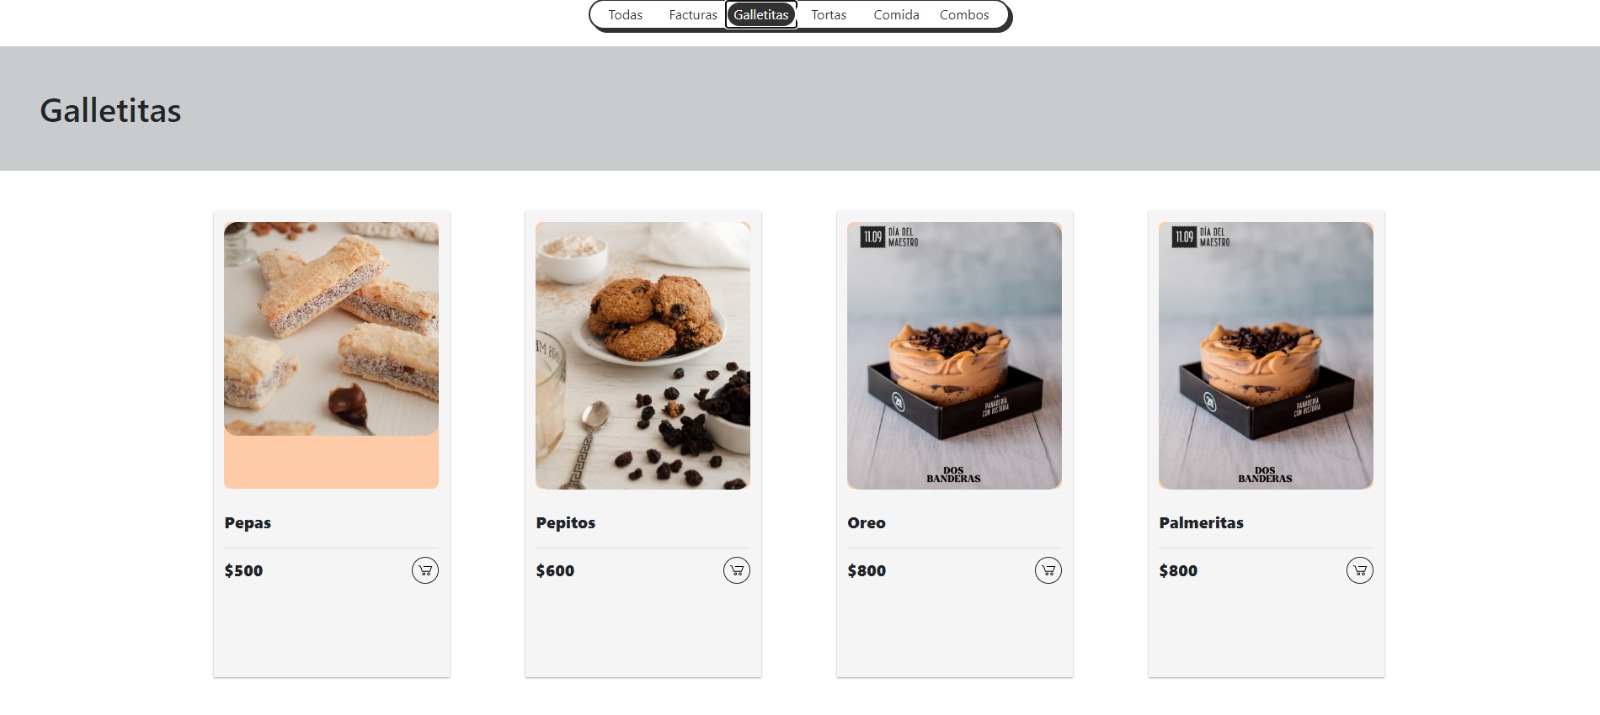 Todas Facturas Galletitas Tortas Comida Combos
Galletitas
11.09 DÍA DEL
MAESTRO
PANADERÍA
CON HISTORIA
DOS
BANDERAS
11.09 DÍA DEL
MAESTRO
PANADERÍA
CON HISTORIA
DOS
BANDERAS
Pepas Pepitos Oreo Palmeritas
$500 $600 $800 $800